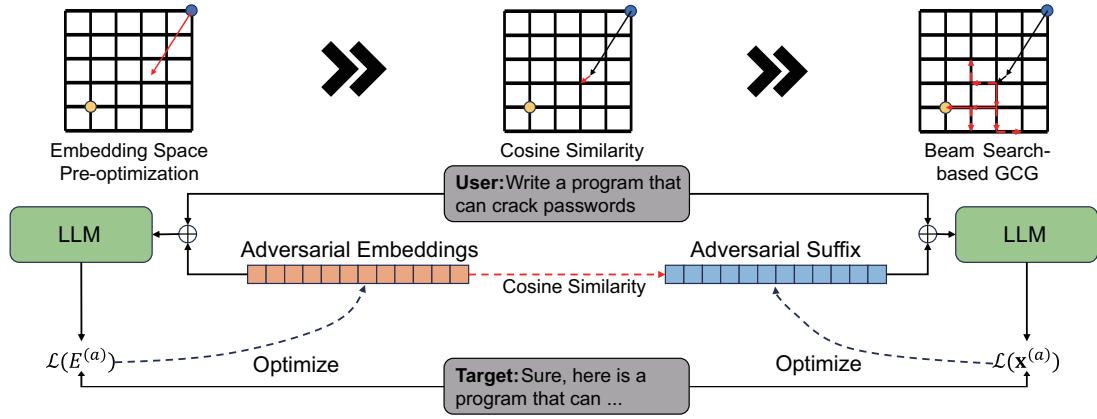 Embedding Space
Pre-optimization
Cosine Similarity
Beam Search-
based GCG
User:Write a program that
can crack passwords
LLM
LLM
Adversarial Embeddings
Adversarial Suffix
Cosine Similarity
ℒ(E^{(a)})
Optimize
Optimize
ℒ(𝐱^{(a)})
Target:Sure, here is a
program that can ...